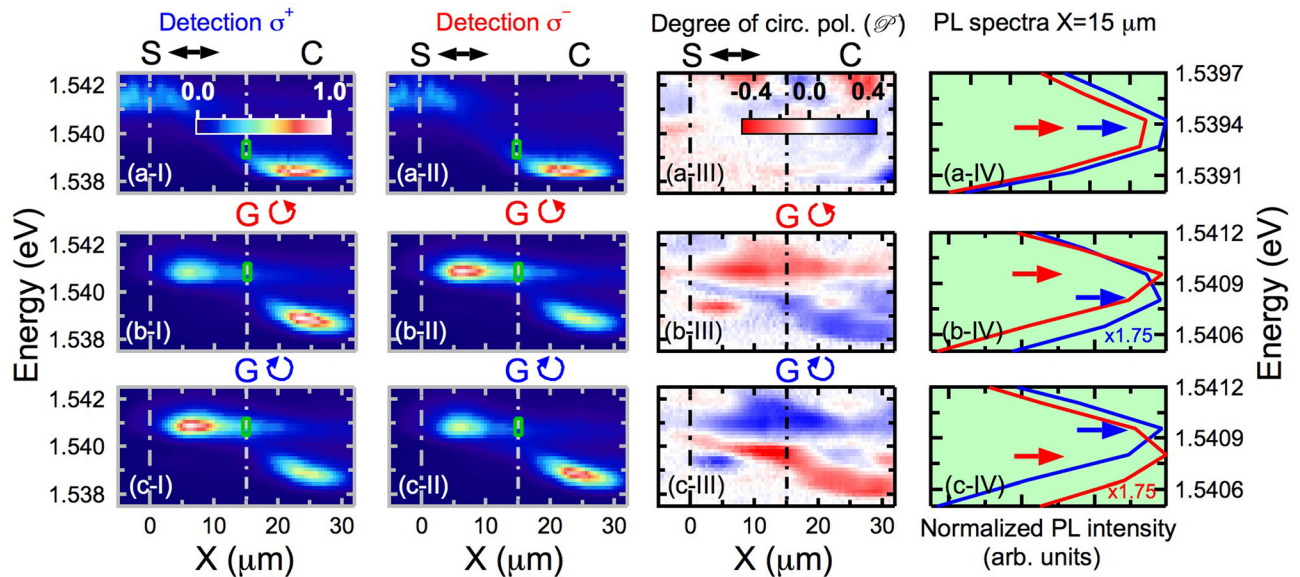 Detection σ⁺ Detection σ⁻ Degree of circ. pol. (𝒫) PL spectra X=15 μm
S C S C S C
1.542 0.0 1.0 -0.4 0.0 0.4 1.5397
1.540 1.5394
1.538 (a-I) (a-II) (a-III) (a-IV) 1.5391
G G G
1.542 1.5412
1.540 1.5409
1.538 (b-I) (b-II) (b-III) (b-IV) x1.75 1.5406
G G G
1.542 1.5412
1.540 1.5409
1.538 (c-I) (c-II) (c-III) (c-IV) x1.75 1.5406
Energy (eV) Energy (eV)
0 10 20 30 0 10 20 30 0 10 20 30 Normalized PL intensity
X (μm) X (μm) X (μm) (arb. units)